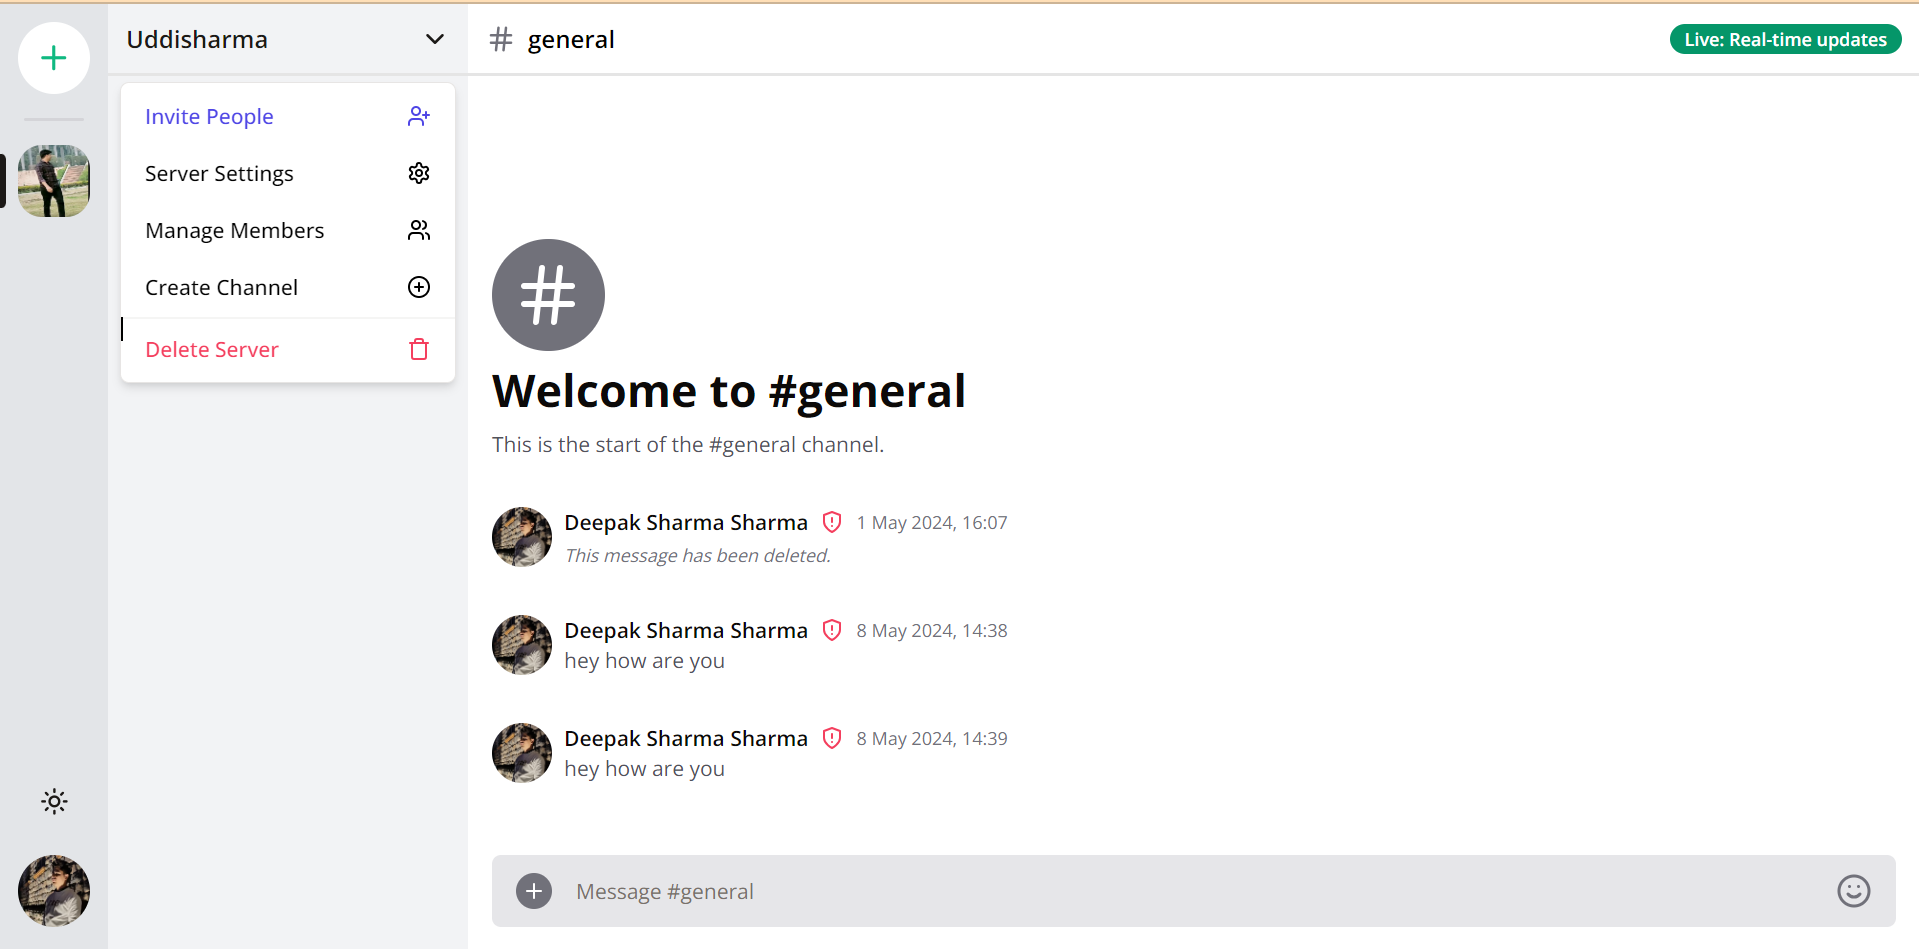 Uddisharma
Invite People
Server Settings
Manage Members
Create Channel
Delete Server
# general
Live: Real-time updates
#
Welcome to #general
This is the start of the #general channel.
Deepak Sharma Sharma 1 May 2024, 16:07
This message has been deleted.
Deepak Sharma Sharma 8 May 2024, 14:38
hey how are you
Deepak Sharma Sharma 8 May 2024, 14:39
hey how are you
Message #general